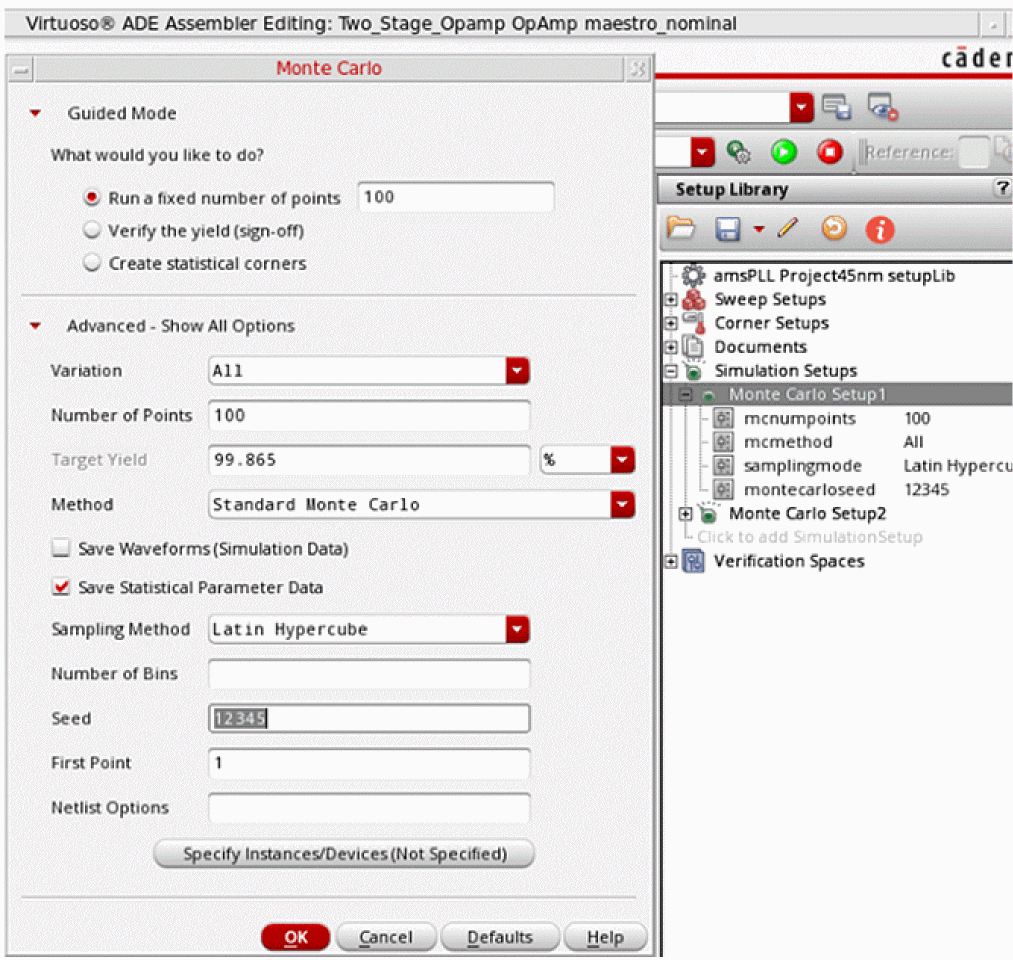 Virtuoso® ADE Assembler Editing: Two_Stage_Opamp OpAmp maestro_nominal
cāden
Monte Carlo
Guided Mode
What would you like to do?
Run a fixed number of points 100
Verify the yield (sign-off)
Create statistical corners
Advanced - Show All Options
Variation All
Number of Points 100
Target Yield 99.865 %
Method Standard Monte Carlo
Save Waveforms (Simulation Data)
Save Statistical Parameter Data
Sampling Method Latin Hypercube
Number of Bins
Seed 12345
First Point 1
Netlist Options
Specify Instances/Devices (Not Specified)
OK Cancel Defaults Help
Reference:
Setup Library ?
amsPLL Project45nm setupLib
Sweep Setups
Corner Setups
Documents
Simulation Setups
Monte Carlo Setup1
mcnumpoints 100
mcmethod All
samplingmode Latin Hypercu
montecarloseed 12345
Monte Carlo Setup2
Click to add SimulationSetup
Verification Spaces